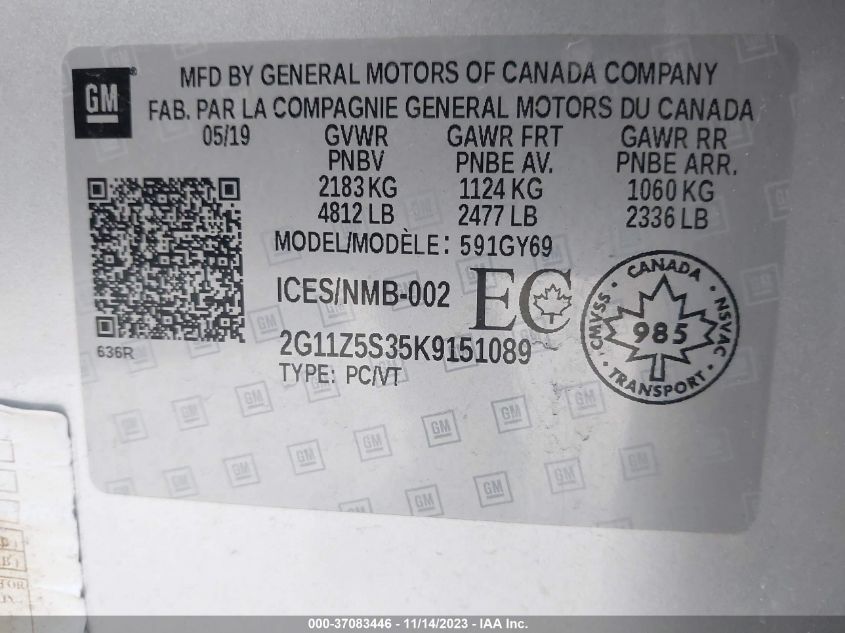 GM
MFD BY GENERAL MOTORS OF CANADA COMPANY
FAB. PAR LA COMPAGNIE GENERAL MOTORS DU CANADA
05/19 GVWR GAWR FRT GAWR RR
PNBV PNBE AV. PNBE ARR.
2183 KG 1124 KG 1060 KG
4812 LB 2477 LB 2336 LB
MODEL/MODÈLE: 591GY69
ICES/NMB-002 EC
2G11Z5S35K9151089
TYPE: PC/VT
636R
CANADA
CMVSS 985 NSVAC
TRANSPORT
000-37083446 - 11/14/2023 - IAA Inc.